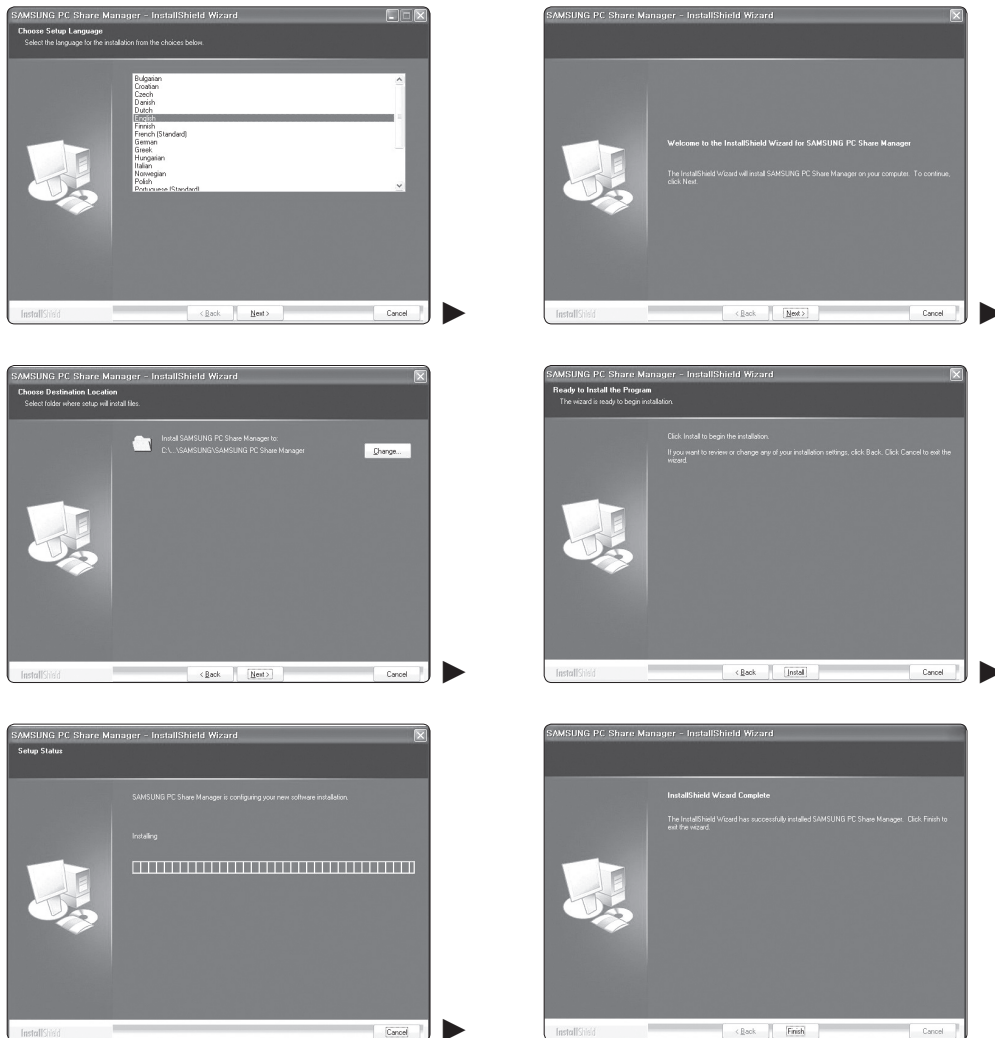 SAMSUNG PC Share Manager – InstallShield Wizard
Choose Setup Language
Select the language for the installation from the choices below.
Bulgarian
Croatian
Czech
Danish
Dutch
English
Finnish
French (Standard)
German
Greek
Hungarian
Italian
Norwegian
Polish
Portuguese (Standard)
InstallShield
< Back
Next >
Cancel
SAMSUNG PC Share Manager – InstallShield Wizard
Welcome to the InstallShield Wizard for SAMSUNG PC Share Manager
The InstallShield Wizard will install SAMSUNG PC Share Manager on your computer. To continue,
click Next.
InstallShield
< Back
Next >
Cancel
SAMSUNG PC Share Manager – InstallShield Wizard
Choose Destination Location
Select folder where setup will install files.
Install SAMSUNG PC Share Manager to:
C:\...\SAMSUNG\SAMSUNG PC Share Manager
Change...
InstallShield
< Back
Next >
Cancel
SAMSUNG PC Share Manager – InstallShield Wizard
Ready to Install the Program
The wizard is ready to begin installation.
Click Install to begin the installation.
If you want to review or change any of your installation settings, click Back. Click Cancel to exit the
wizard.
InstallShield
< Back
Install
Cancel
SAMSUNG PC Share Manager – InstallShield Wizard
Setup Status
SAMSUNG PC Share Manager is configuring your new software installation.
Installing
InstallShield
Cancel
SAMSUNG PC Share Manager – InstallShield Wizard
InstallShield Wizard Complete
The InstallShield Wizard has successfully installed SAMSUNG PC Share Manager. Click Finish to
exit the wizard.
InstallShield
< Back
Finish
Cancel